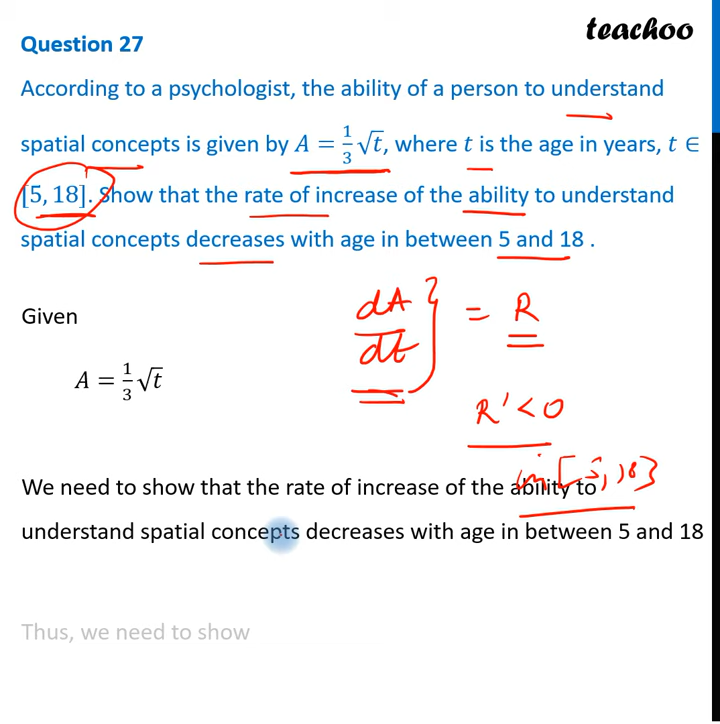 teachoo
Question 27
According to a psychologist, the ability of a person to understand
spatial concepts is given by A = 1/3 √t, where t is the age in years, t ∈
[5, 18]. Show that the rate of increase of the ability to understand
spatial concepts decreases with age in between 5 and 18 .
dA/dt } = R
Given
A = 1/3 √t
R' < 0
in [5, 18]
We need to show that the rate of increase of the ability to
understand spatial concepts decreases with age in between 5 and 18
Thus, we need to show